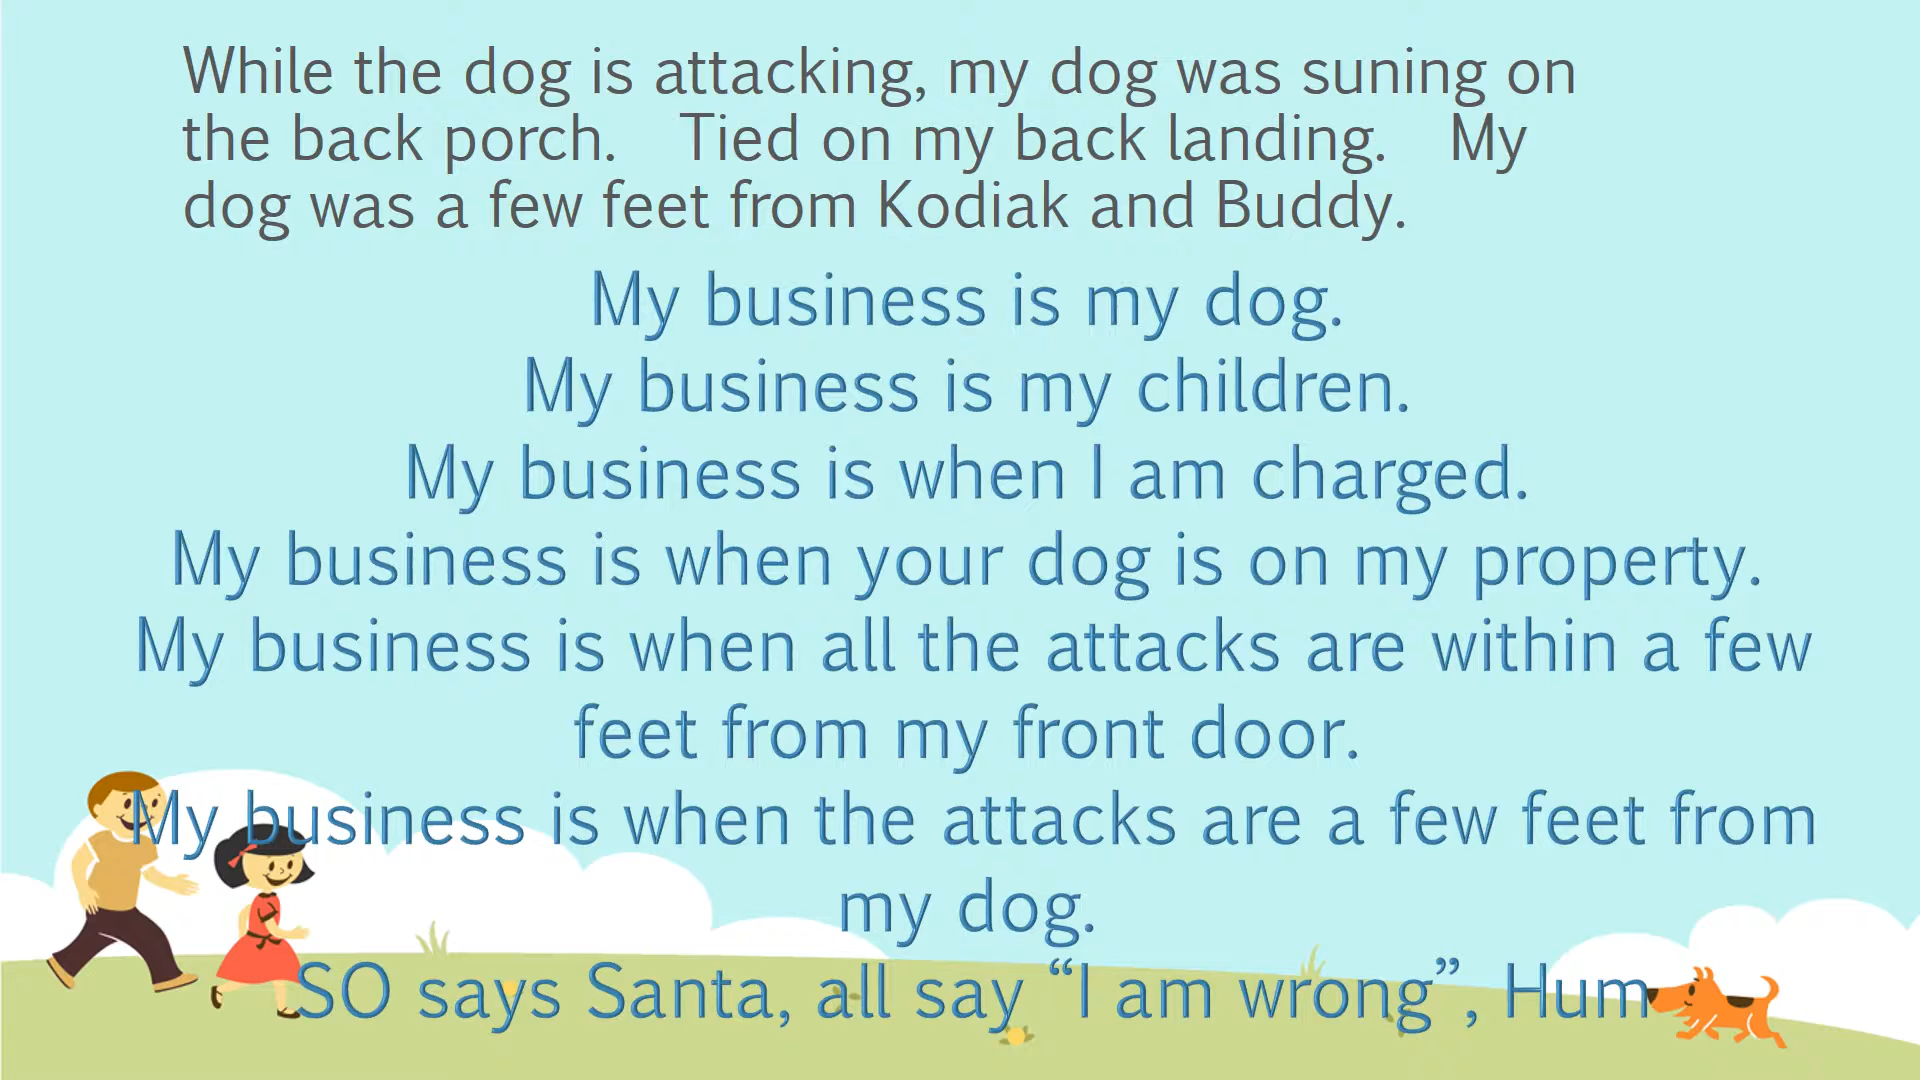 While the dog is attacking, my dog was suning on
the back porch.   Tied on my back landing.   My
dog was a few feet from Kodiak and Buddy.
My business is my dog.
My business is my children.
My business is when I am charged.
My business is when your dog is on my property.
My business is when all the attacks are within a few
feet from my front door.
My business is when the attacks are a few feet from
my dog.
SO says Santa, all say “I am wrong”, Hum